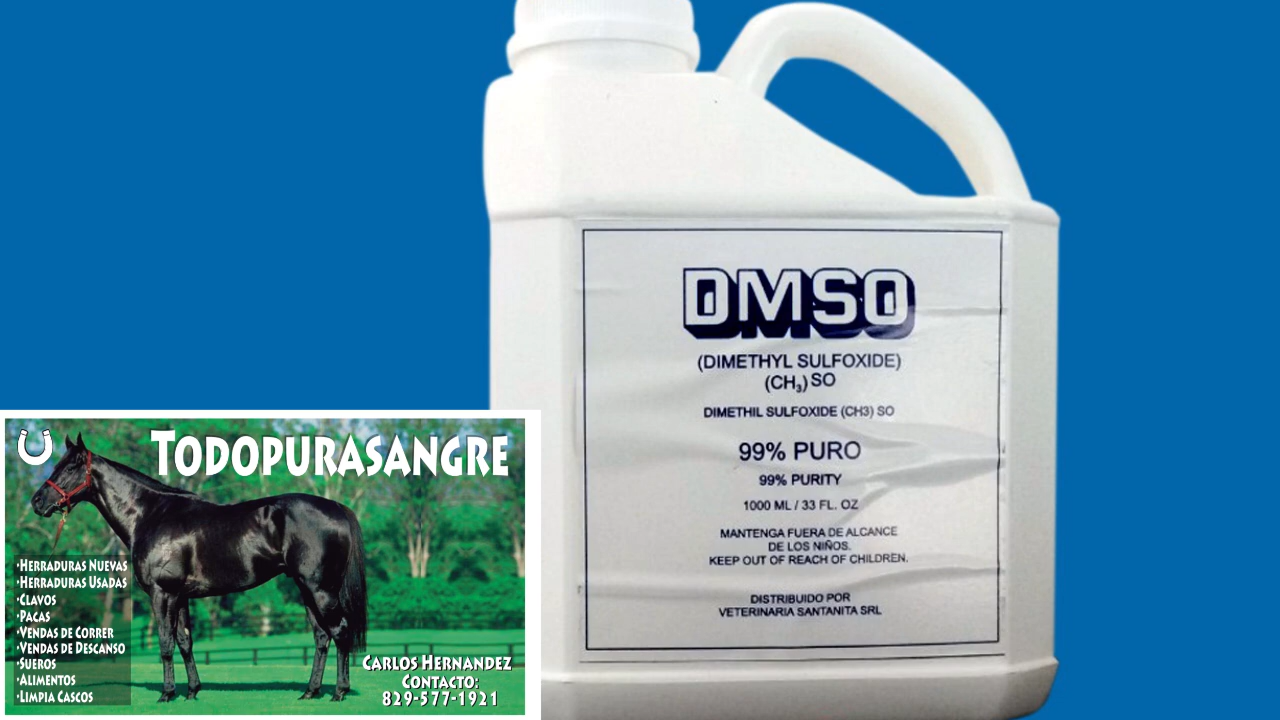 DMSO
(DIMETHYL SULFOXIDE)
(CH₃) SO
DIMETHIL SULFOXIDE (CH3) SO
99% PURO
99% PURITY
1000 ML / 33 FL. OZ
MANTENGA FUERA DE ALCANCE
DE LOS NIÑOS.
KEEP OUT OF REACH OF CHILDREN.
DISTRIBUIDO POR
VETERINARIA SANTANITA SRL
TODOPURASANGRE
•HERRADURAS NUEVAS
•HERRADURAS USADAS
•CLAVOS
•PACAS
•VENDAS DE CORRER
•VENDAS DE DESCANSO
•SUEROS
•ALIMENTOS
•LIMPIA CASCOS
CARLOS HERNANDEZ
CONTACTO:
829-577-1921